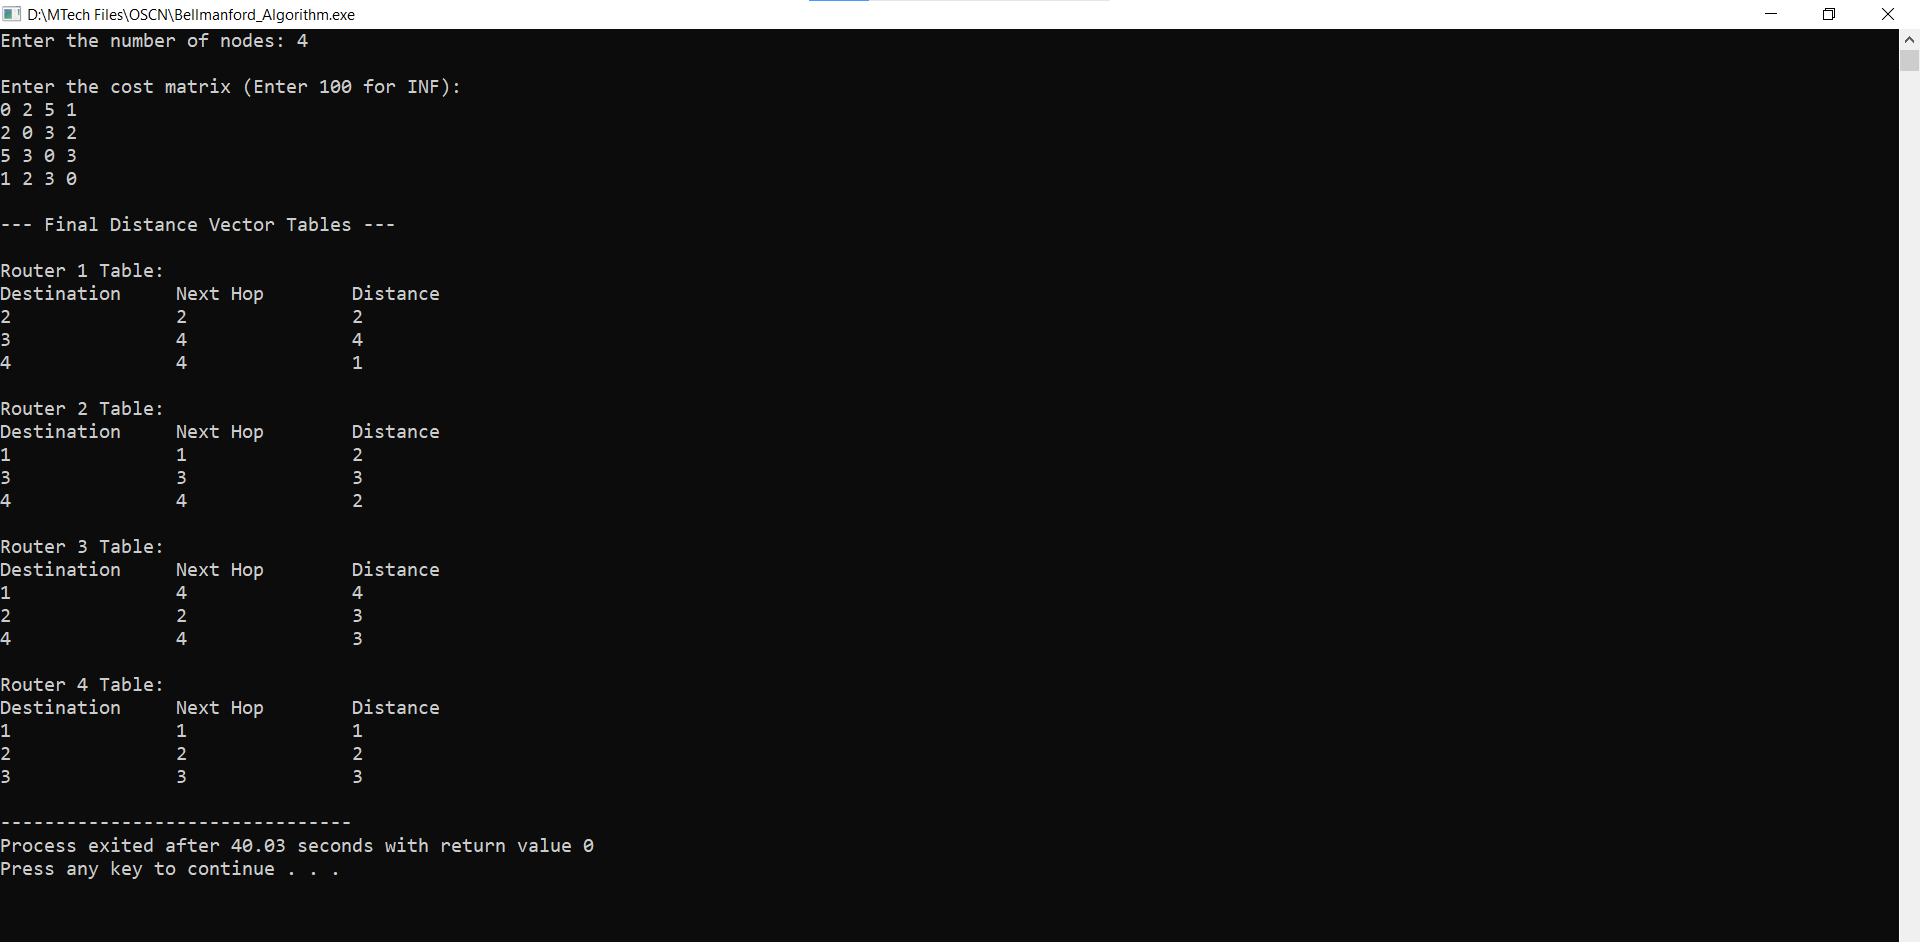 D:\MTech Files\OSCN\Bellmanford_Algorithm.exe
Enter the number of nodes: 4
Enter the cost matrix (Enter 100 for INF):
0 2 5 1
2 0 3 2
5 3 0 3
1 2 3 0
--- Final Distance Vector Tables ---
Router 1 Table:
Destination Next Hop Distance
2 2 2
3 4 4
4 4 1
Router 2 Table:
Destination Next Hop Distance
1 1 2
3 3 3
4 4 2
Router 3 Table:
Destination Next Hop Distance
1 4 4
2 2 3
4 4 3
Router 4 Table:
Destination Next Hop Distance
1 1 1
2 2 2
3 3 3
--------------------------------
Process exited after 40.03 seconds with return value 0
Press any key to continue . . .